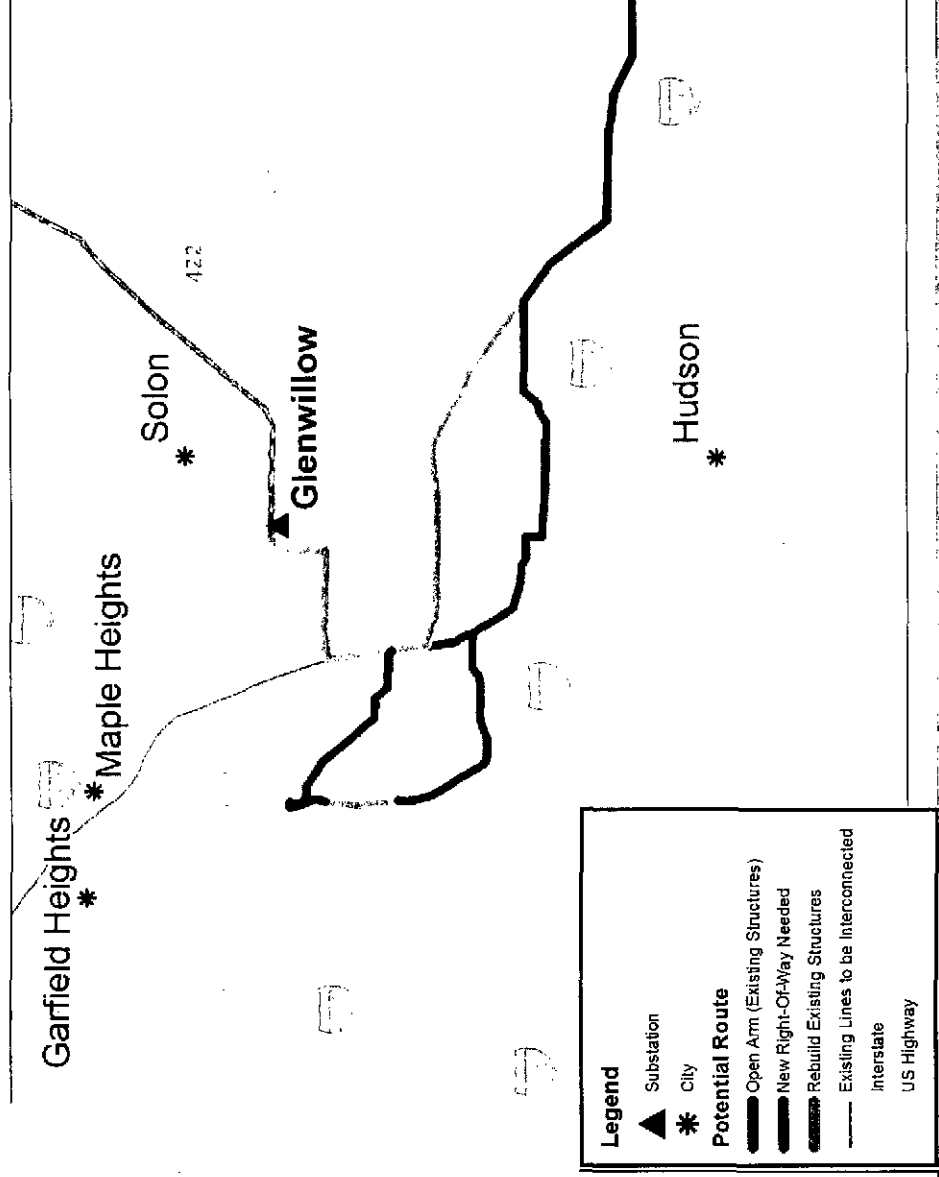 Garfield Heights
Maple Heights
Solon
422
Glenwillow
Hudson
Legend
Substation
City
Potential Route
Open Arm (Existing Structures)
New Right-Of-Way Needed
Rebuild Existing Structures
Existing Lines to be Interconnected
Interstate
US Highway